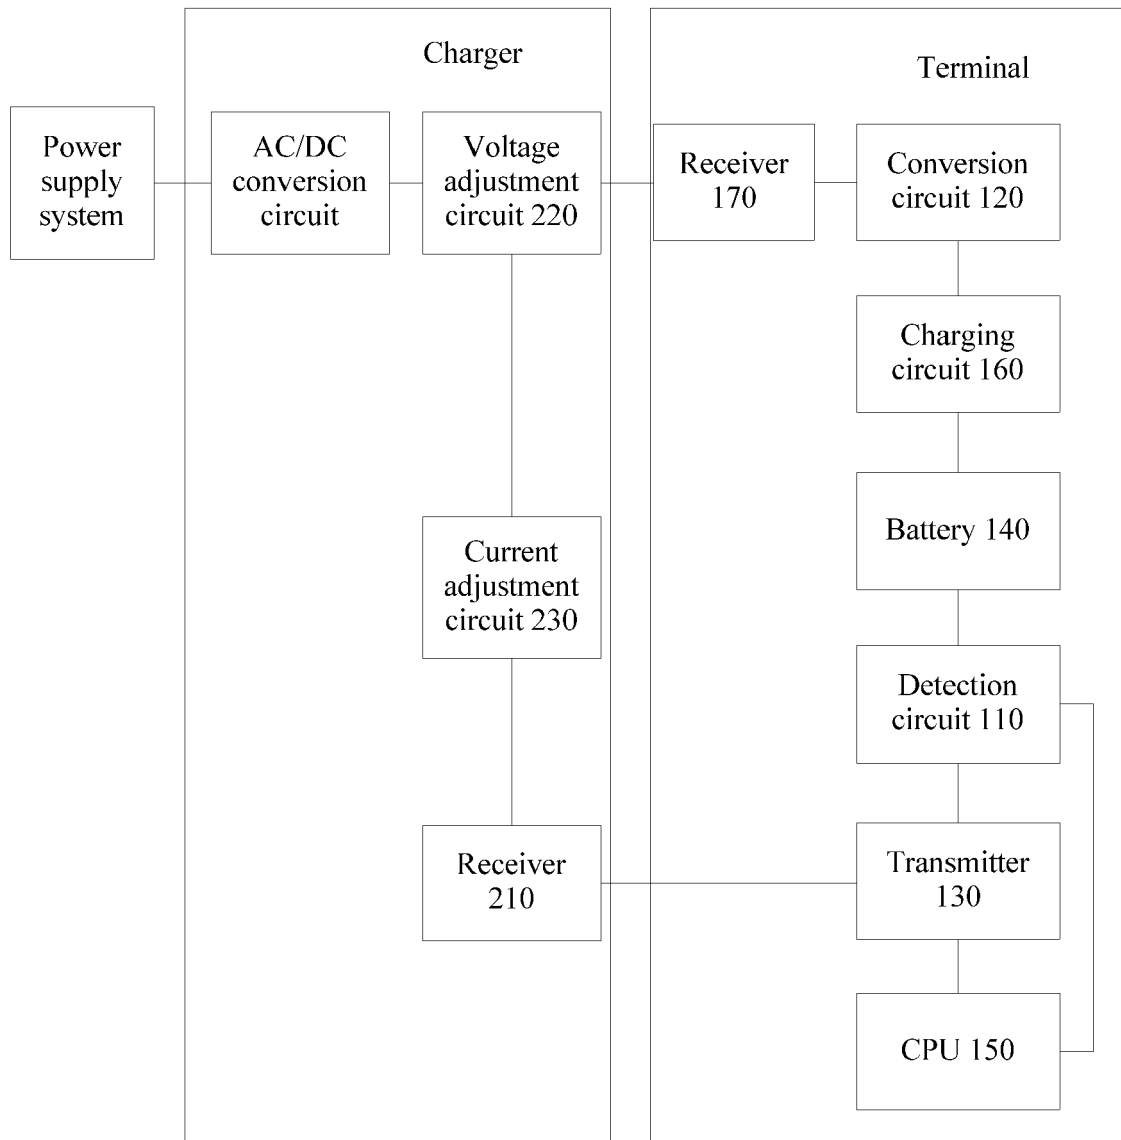 Charger
Terminal
Power
supply
system
AC/DC
conversion
circuit
Voltage
adjustment
circuit 220
Receiver
170
Conversion
circuit 120
Charging
circuit 160
Battery 140
Current
adjustment
circuit 230
Detection
circuit 110
Receiver
210
Transmitter
130
CPU 150